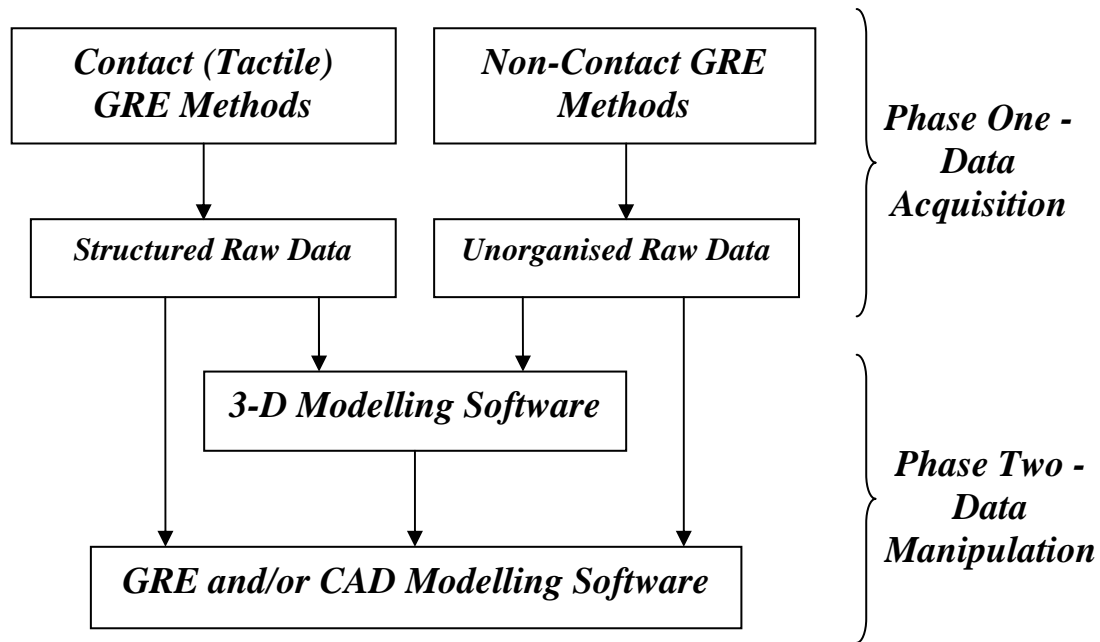 Contact (Tactile)
GRE Methods
Non-Contact GRE
Methods
Phase One -
Data
Acquisition
Structured Raw Data
Unorganised Raw Data
3-D Modelling Software
Phase Two -
Data
Manipulation
GRE and/or CAD Modelling Software